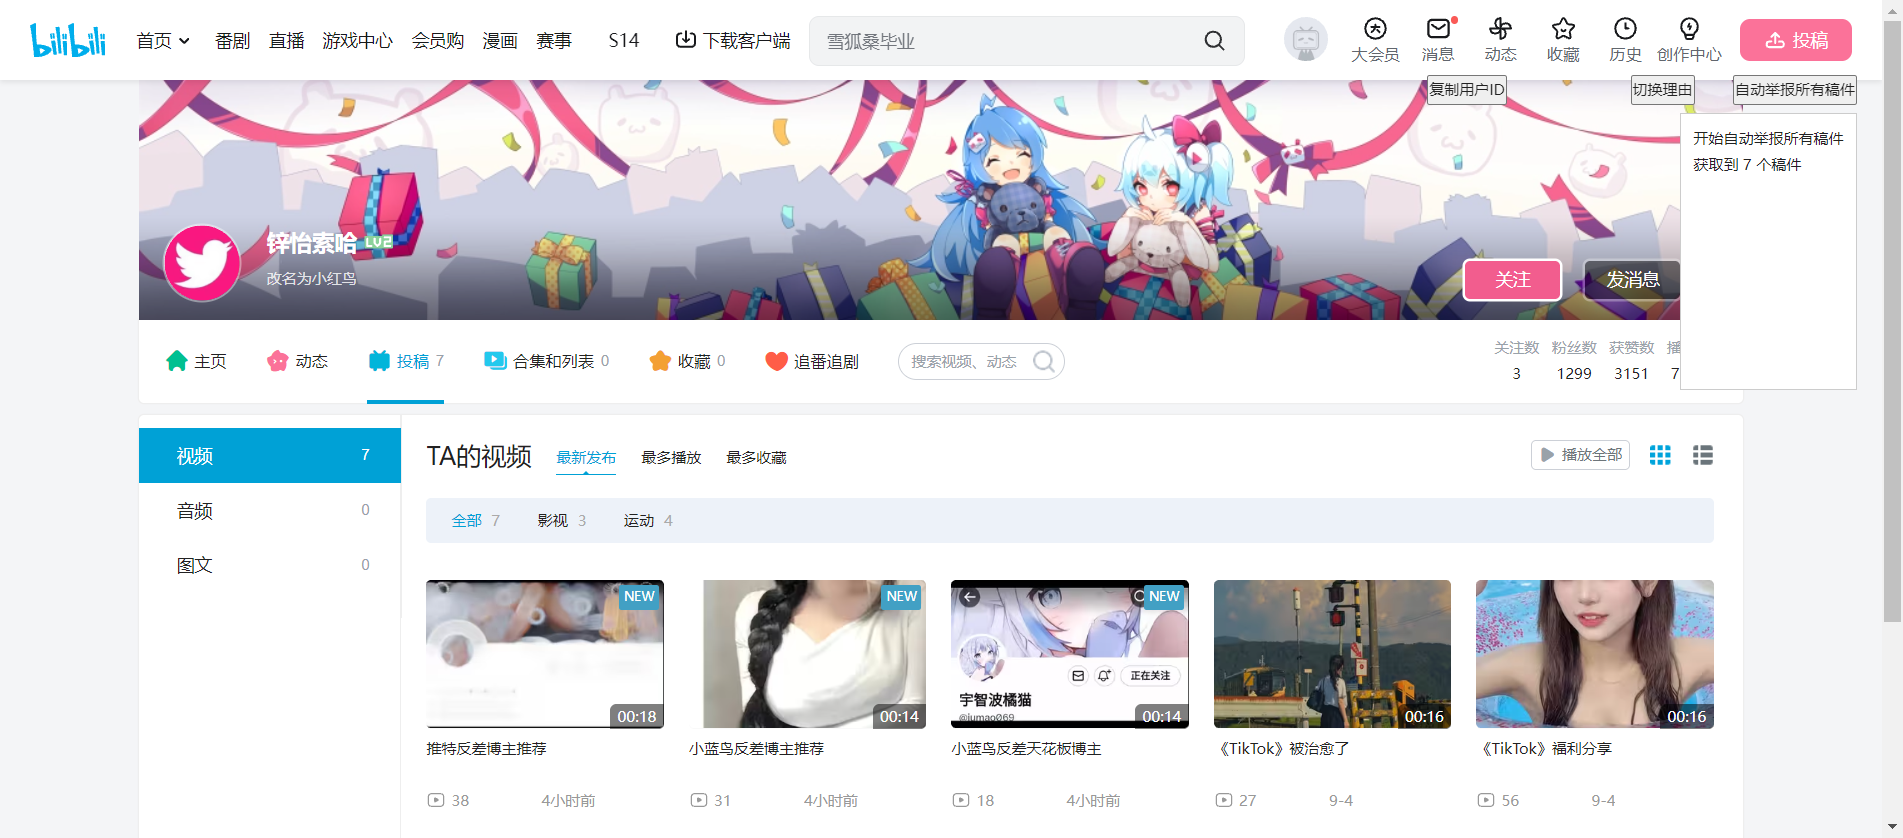 bilibili
首页 番剧 直播 游戏中心 会员购 漫画 赛事 S14 下载客户端 雪狐桑毕业 大会员 消息 动态 收藏 历史 创作中心 投稿
复制用户ID 切换理由 自动举报所有稿件
开始自动举报所有稿件
获取到 7 个稿件
锌怡索哈 LV2
改名为小红鸟
关注 发消息
主页 动态 投稿 7 合集和列表 0 收藏 0 追番追剧 搜索视频、动态
关注数 粉丝数 获赞数 播
3 1299 3151 7
视频 7
音频 0
图文 0
TA的视频 最新发布 最多播放 最多收藏 播放全部
全部 7 影视 3 运动 4
NEW
00:18
NEW
00:14
NEW
正在关注
宇智波橘猫
@jumao069
00:14
00:16
00:16
推特反差博主推荐
38 4小时前
小蓝鸟反差博主推荐
31 4小时前
小蓝鸟反差天花板博主
18 4小时前
《TikTok》被治愈了
27 9-4
《TikTok》福利分享
56 9-4